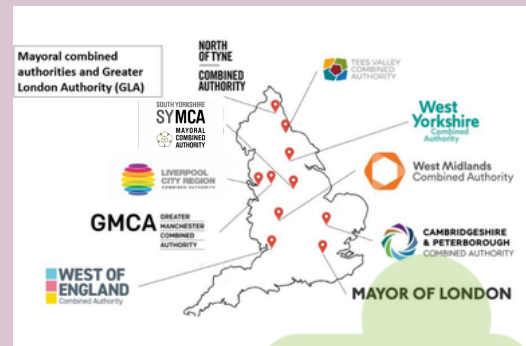 Mayoral combined
authorities and Greater
London Authority (GLA)
NORTH
OF TYNE
COMBINED
AUTHORITY
TEES VALLEY
COMBINED
AUTHORITY
SOUTH YORKSHIRE
SYMCA
MAYORAL
COMBINED
AUTHORITY
West
Yorkshire
Combined
Authority
LIVERPOOL
CITY REGION
COMBINED AUTHORITY
West Midlands
Combined Authority
GMCA
GREATER
MANCHESTER
COMBINED
AUTHORITY
CAMBRIDGESHIRE
& PETERBOROUGH
COMBINED AUTHORITY
WEST OF
ENGLAND
Combined Authority
MAYOR OF LONDON